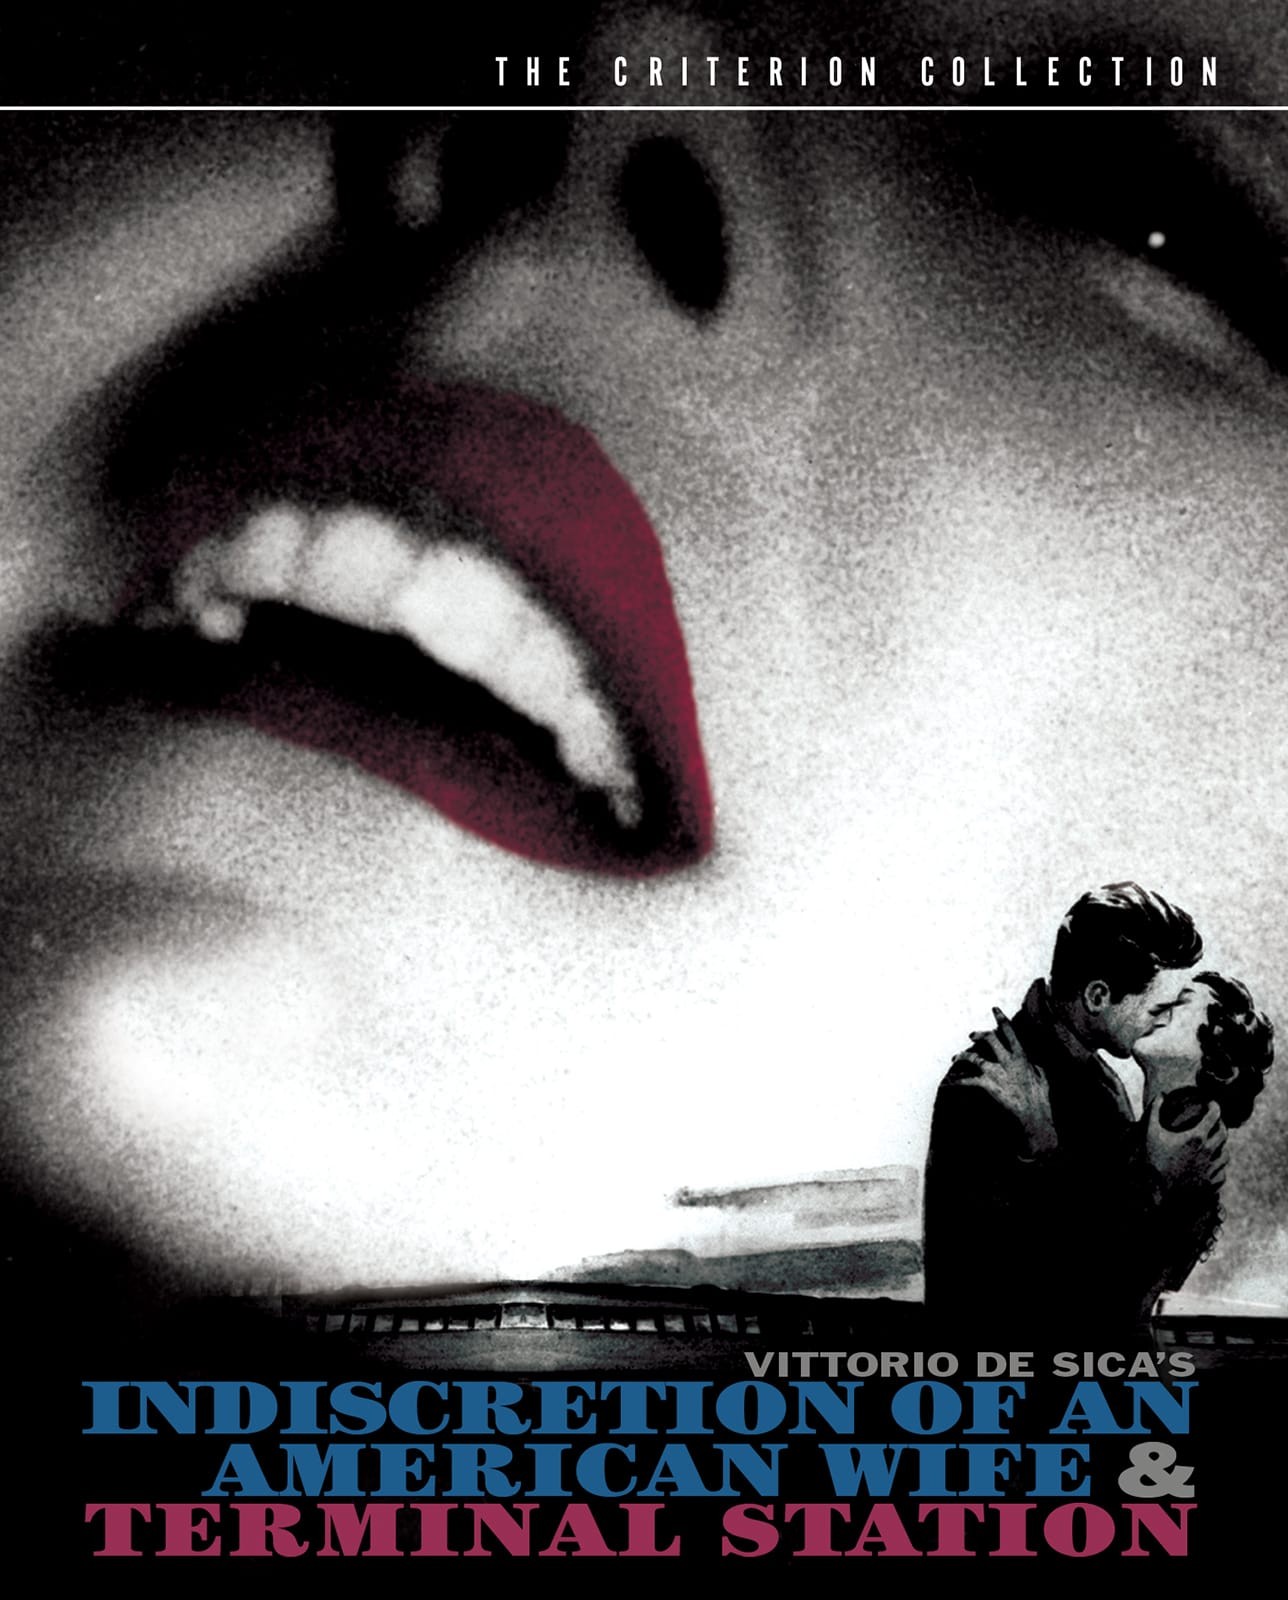 THE CRITERION COLLECTION
VITTORIO DE SICA'S
INDISCRETION OF AN
AMERICAN WIFE &
TERMINAL STATION